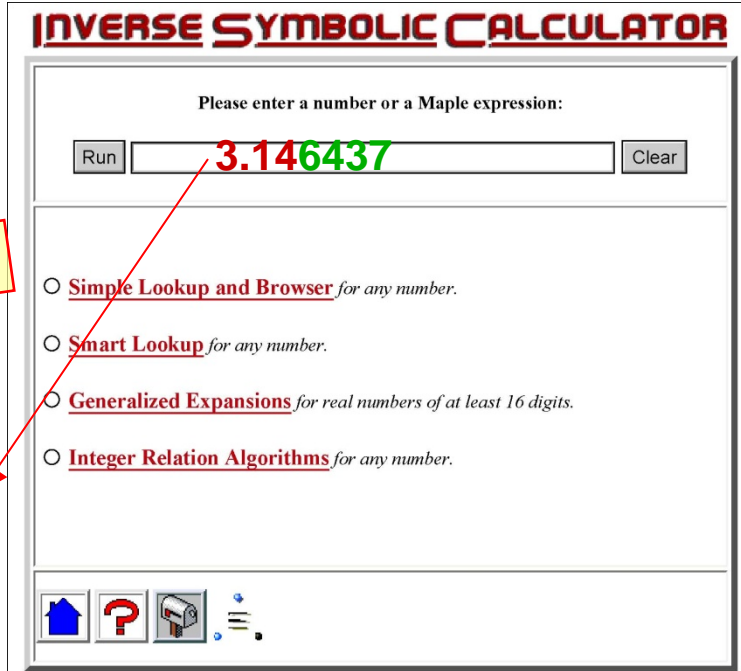 INVERSE SYMBOLIC CALCULATOR
Please enter a number or a Maple expression:
Run 3.146437 Clear
Simple Lookup and Browser for any number.
Smart Lookup for any number.
Generalized Expansions for real numbers of at least 16 digits.
Integer Relation Algorithms for any number.
?